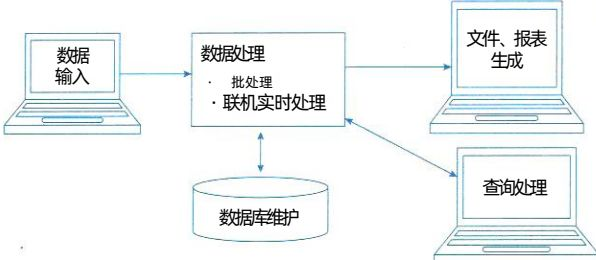 数据
输入
数据处理
· 批处理
·联机实时处理
文件、报表
生成
数据库维护
查询处理